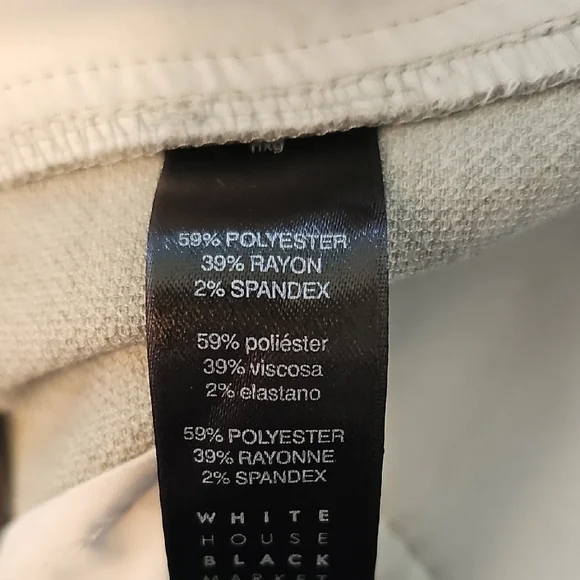 59% POLYESTER
39% RAYON
2% SPANDEX
59% poliéster
39% viscosa
2% elastano
59% POLYESTER
39% RAYONNE
2% SPANDEX
WHITE
HOUSE
BLACK
MARKET